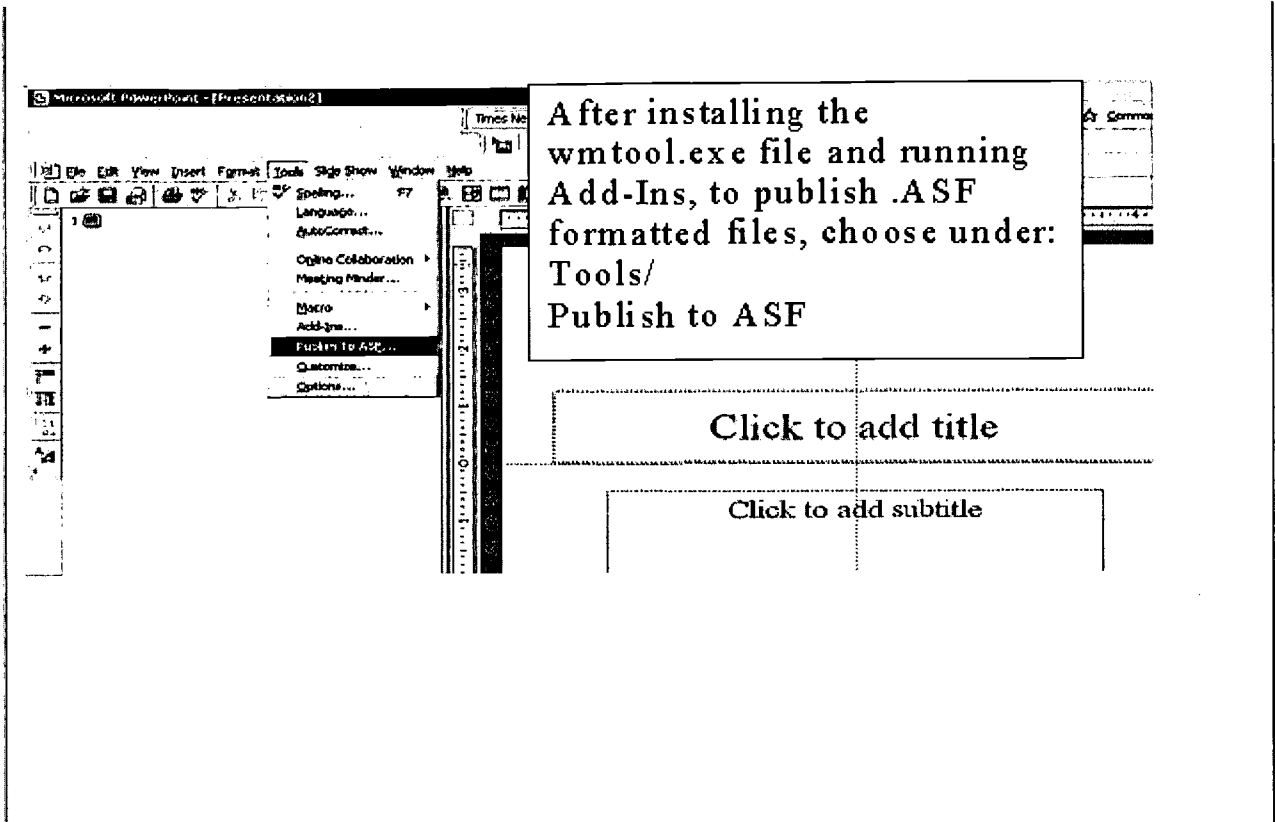 Microsoft PowerPoint - [Presentation2]
Times Ne
After installing the
wmtool.exe file and running
Add-Ins, to publish .ASF
formatted files, choose under:
Tools/
Publish to ASF
File Edit View Insert Format Tools Slide Show Window Help
Spelling... F7
Language...
AutoCorrect...
Online Collaboration
Meeting Minder...
Macro
Add-Ins...
Publish to ASF...
Customize...
Options...
1
Click to add title
Click to add subtitle